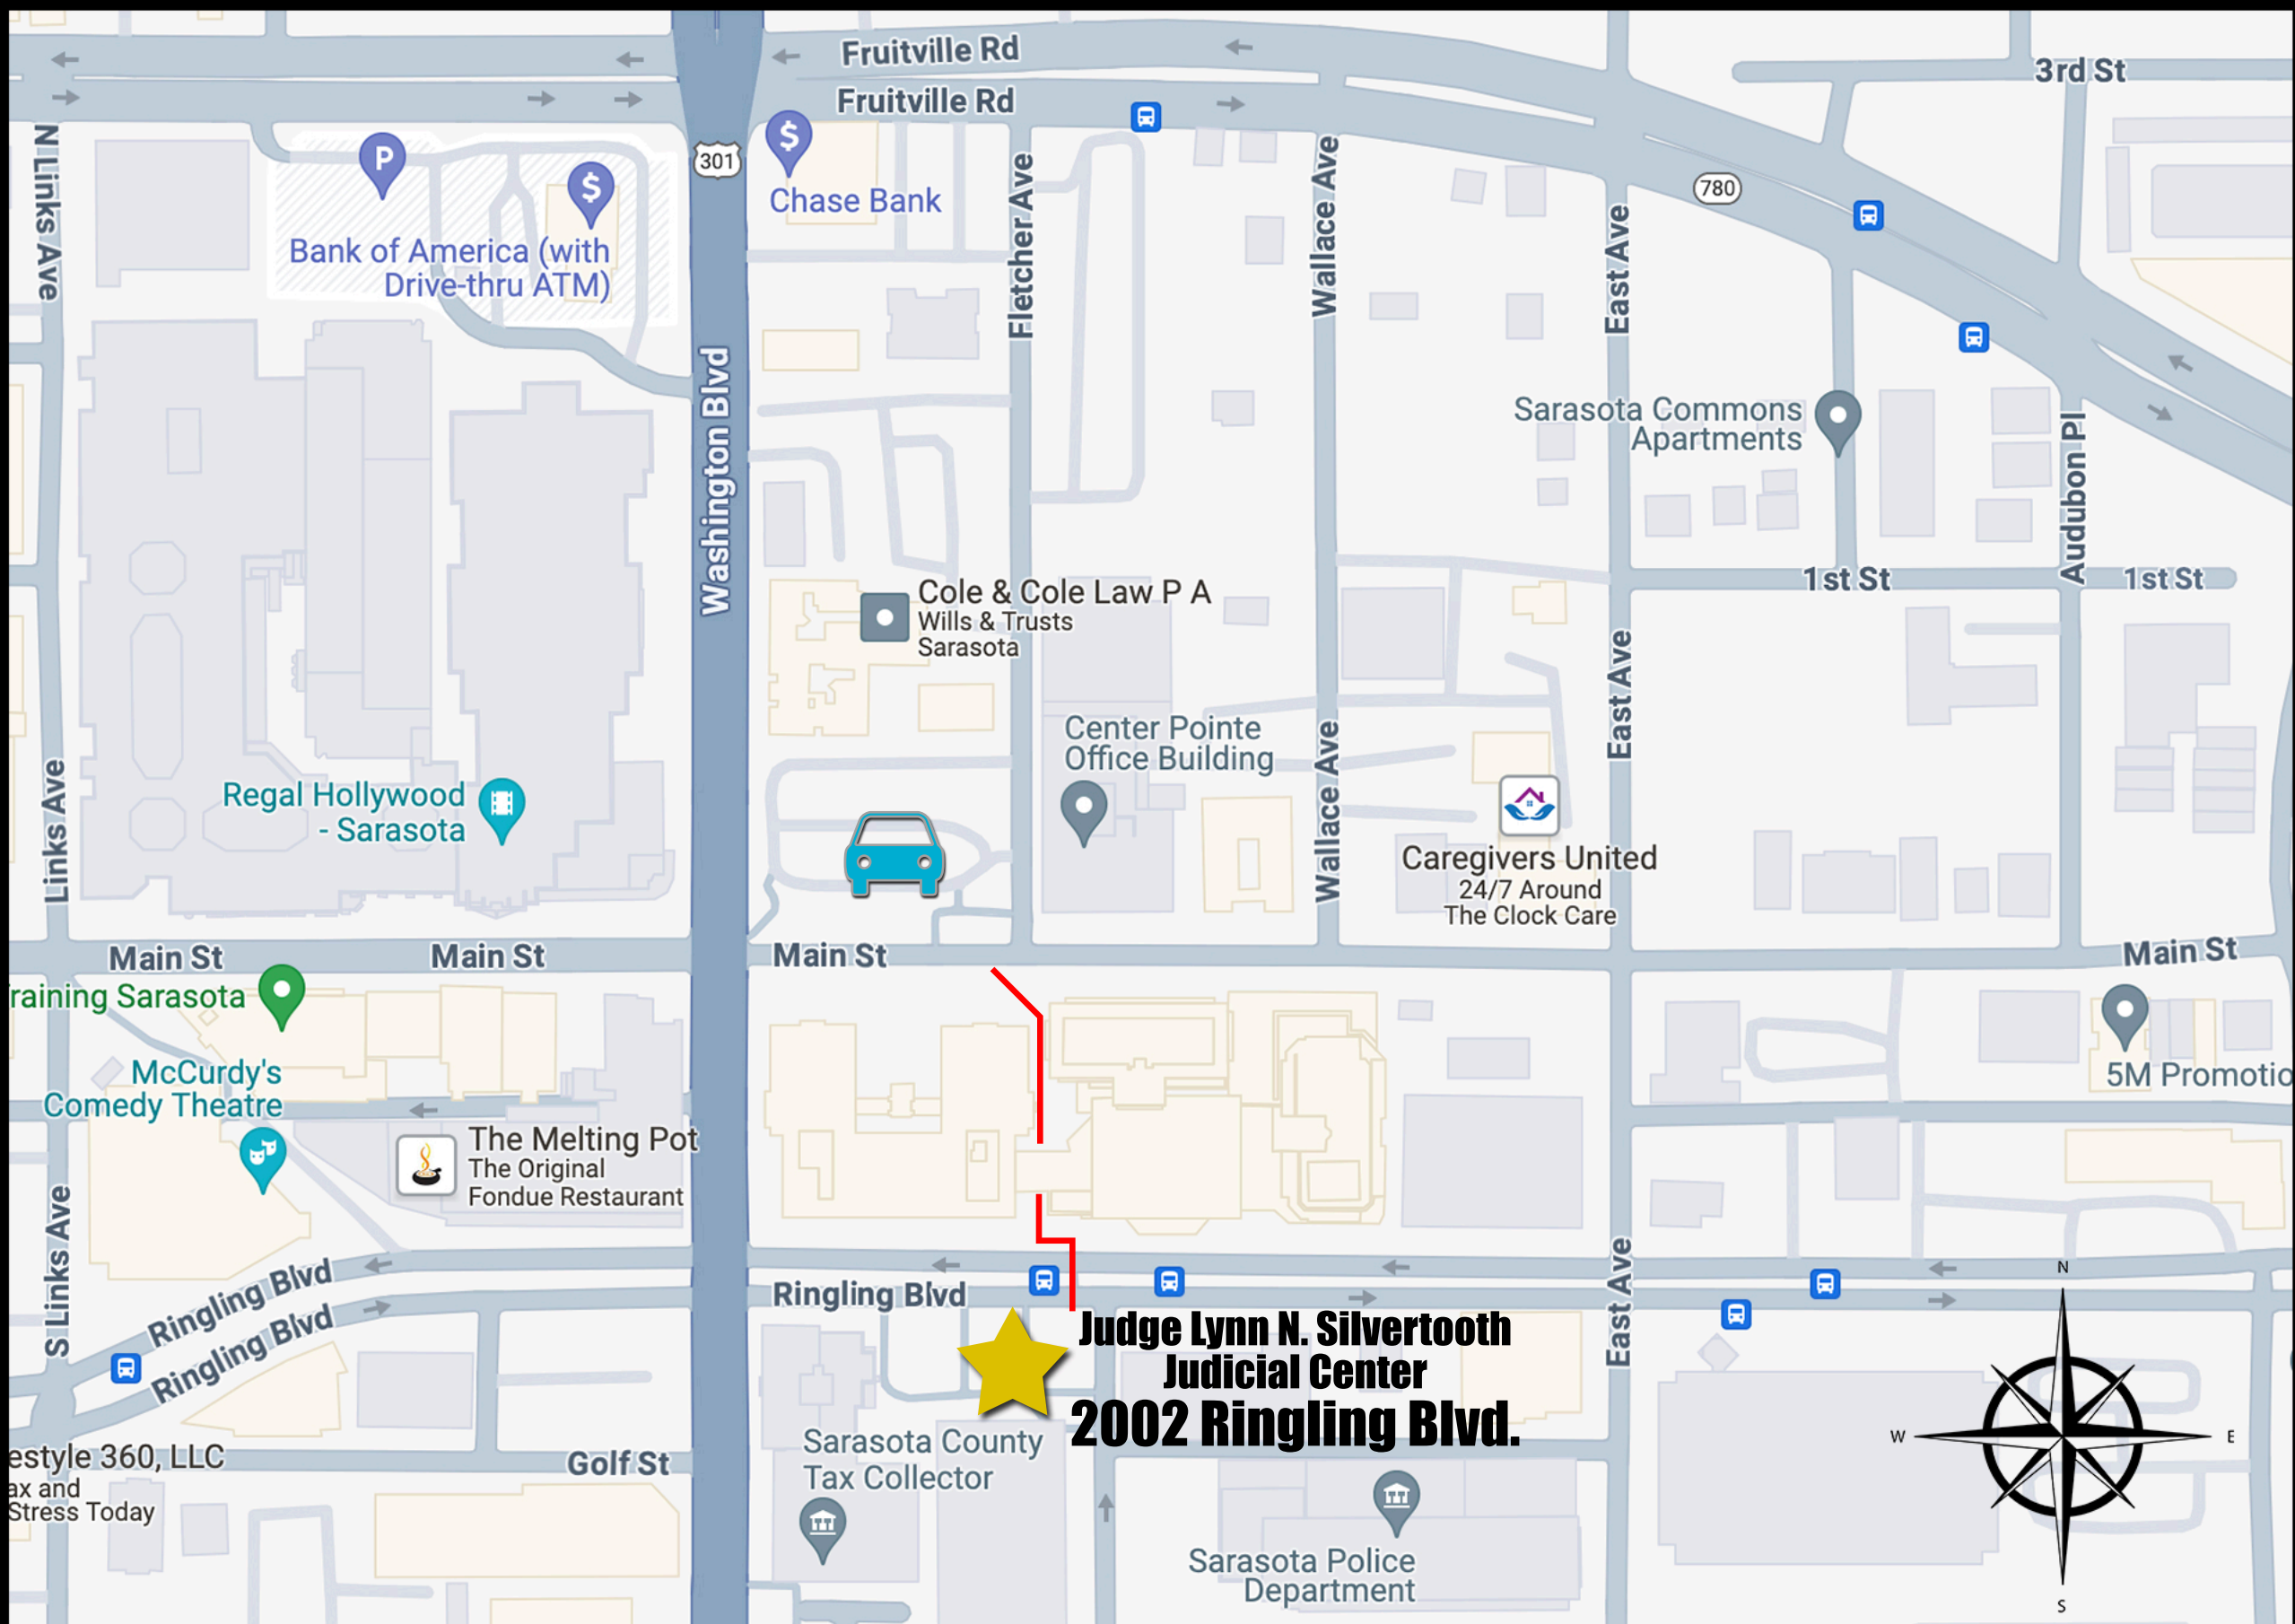 Fruitville Rd
Fruitville Rd
3rd St
N Links Ave
P
$
$
301
Chase Bank
Bank of America (with
Drive-thru ATM)
Fletcher Ave
Wallace Ave
East Ave
780
Washington Blvd
Sarasota Commons
Apartments
Audubon Pl
1st St
1st St
Cole & Cole Law P A
Wills & Trusts
Sarasota
East Ave
Center Pointe
Office Building
Wallace Ave
Links Ave
Regal Hollywood
- Sarasota
Caregivers United
24/7 Around
The Clock Care
Main St
Main St
Main St
Main St
raining Sarasota
McCurdy's
Comedy Theatre
5M Promotio
The Melting Pot
The Original
Fondue Restaurant
S Links Ave
Ringling Blvd
Ringling Blvd
Ringling Blvd
East Ave
Judge Lynn N. Silvertooth
Judicial Center
2002 Ringling Blvd.
N
W
E
S
estyle 360, LLC
ax and
Stress Today
Golf St
Sarasota County
Tax Collector
Sarasota Police
Department